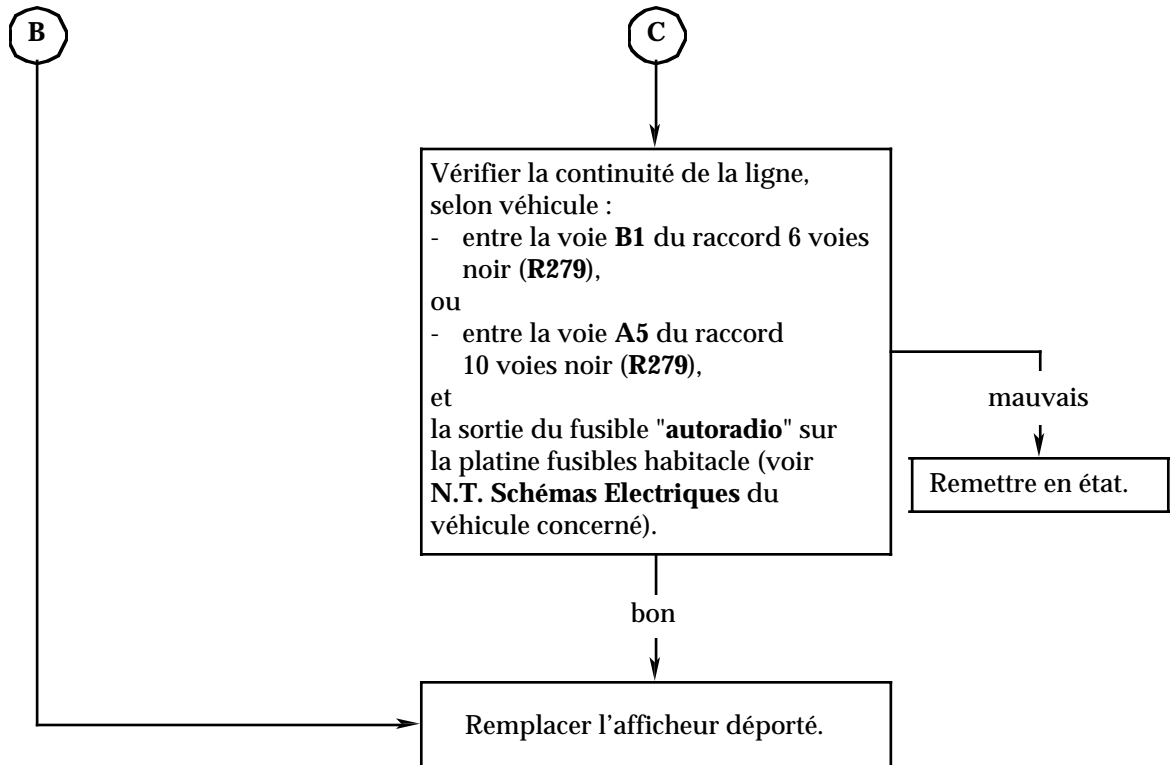 B
C
Vérifier la continuité de la ligne,
selon véhicule :
- entre la voie B1 du raccord 6 voies
noir (R279),
ou
- entre la voie A5 du raccord
10 voies noir (R279),
et
la sortie du fusible "autoradio" sur
la platine fusibles habitacle (voir
N.T. Schémas Electriques du
véhicule concerné).
mauvais
Remettre en état.
bon
Remplacer l’afficheur déporté.